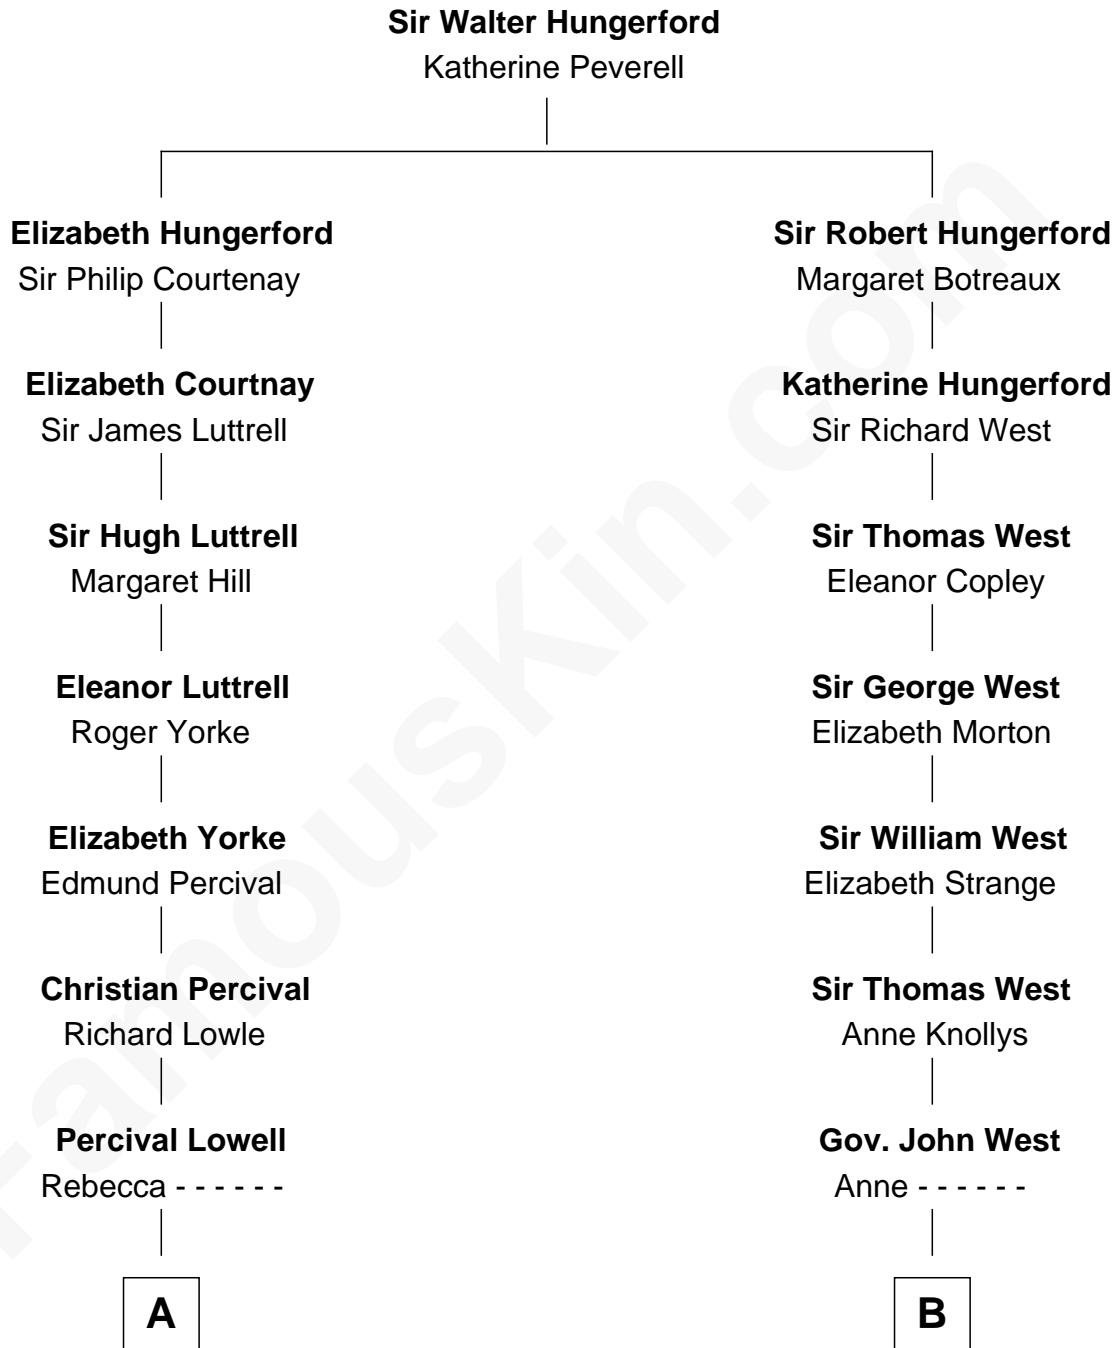 Sir Walter Hungerford
Katherine Peverell
Elizabeth Hungerford
Sir Philip Courtenay
Sir Robert Hungerford
Margaret Botreaux
Elizabeth Courtnay
Sir James Luttrell
Katherine Hungerford
Sir Richard West
Sir Hugh Luttrell
Margaret Hill
Sir Thomas West
Eleanor Copley
Eleanor Luttrell
Roger Yorke
Sir George West
Elizabeth Morton
Elizabeth Yorke
Edmund Percival
Sir William West
Elizabeth Strange
Christian Percival
Richard Lowle
Sir Thomas West
Anne Knollys
Percival Lowell
Rebecca - - - - - -
Gov. John West
Anne - - - - - -
A
B
FamousKin.com